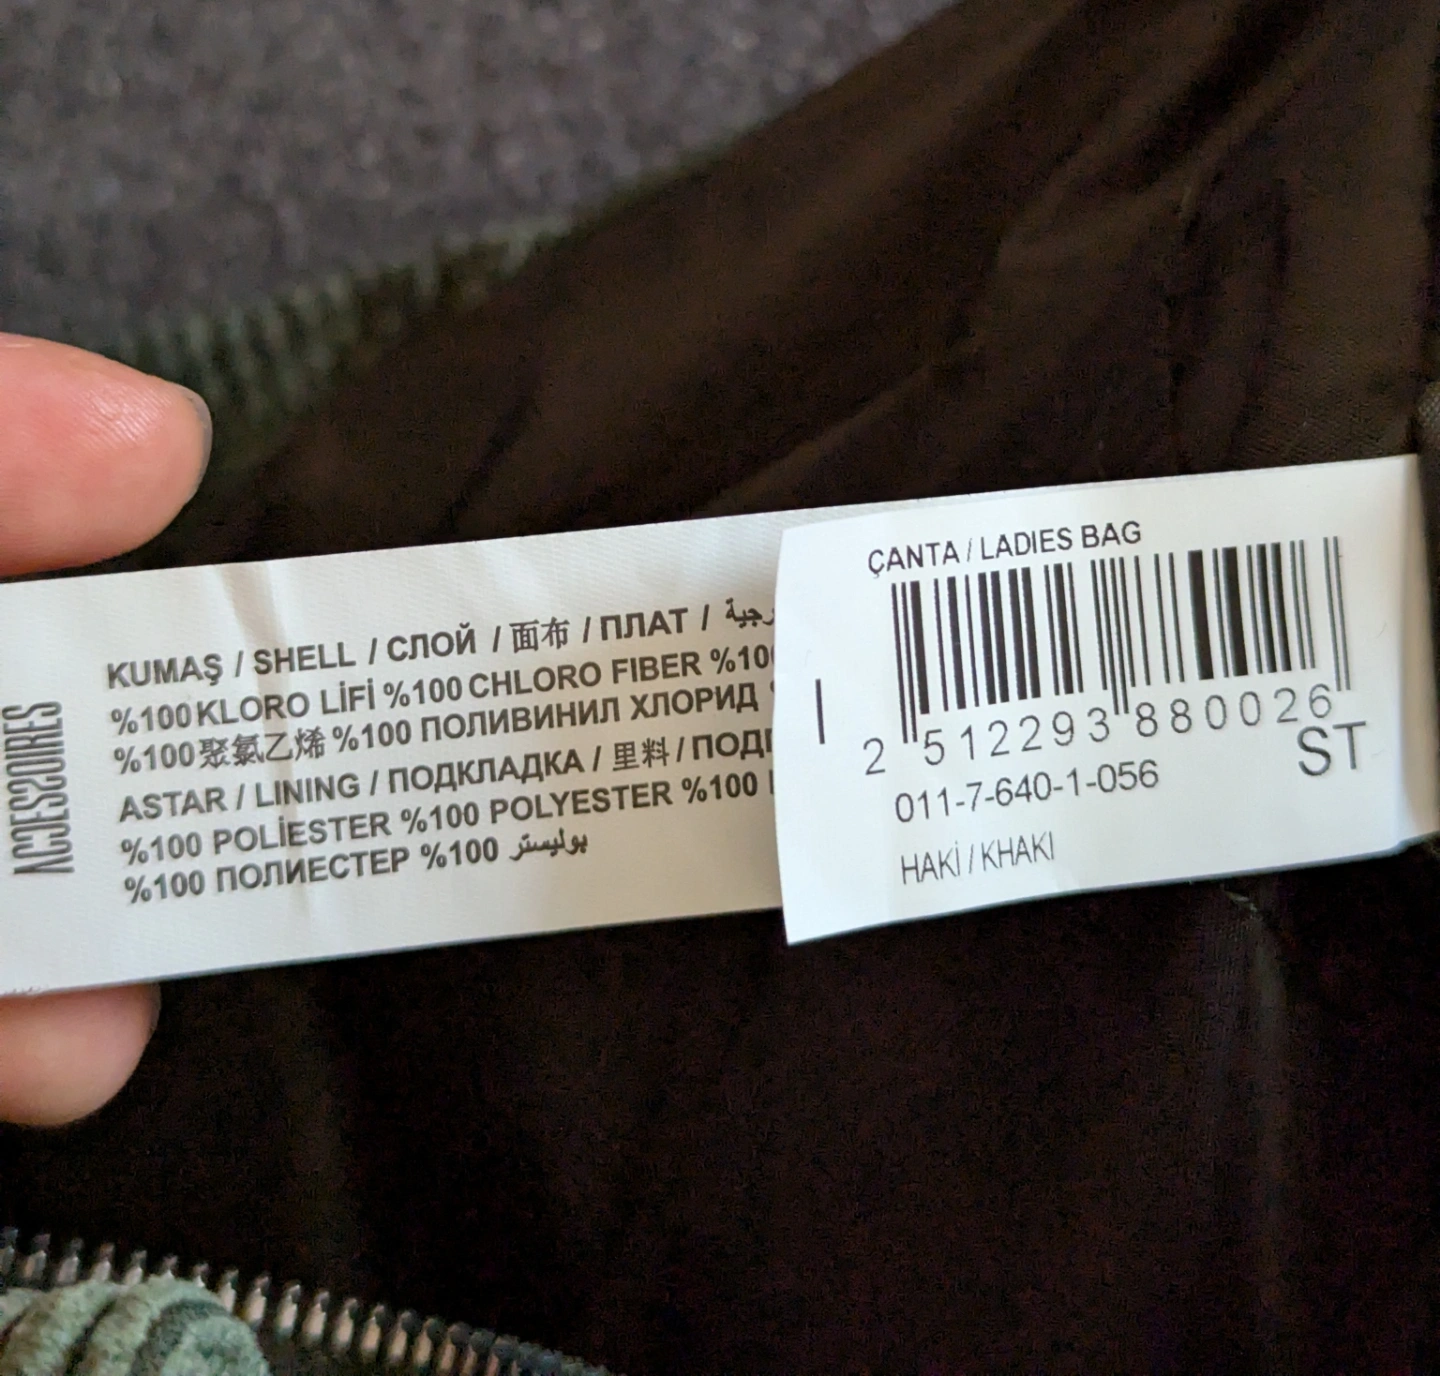 ACCESSOIRES
KUMAŞ / SHELL / СЛОЙ / 面布 / ПЛАТ /
%100 KLORO LİFİ %100 CHLORO FIBER %100
%100 聚氯乙烯 %100 ПОЛИВИНИЛ ХЛОРИД
ASTAR / LINING / ПОДКЛАДКА / 里料 /
%100 POLİESTER %100 POLYESTER %100
%100 ПОЛИЕСТЕР %100 بوليستر
ÇANTA / LADIES BAG
2 512293 880026
ST
011-7-640-1-056
HAKİ / KHAKI